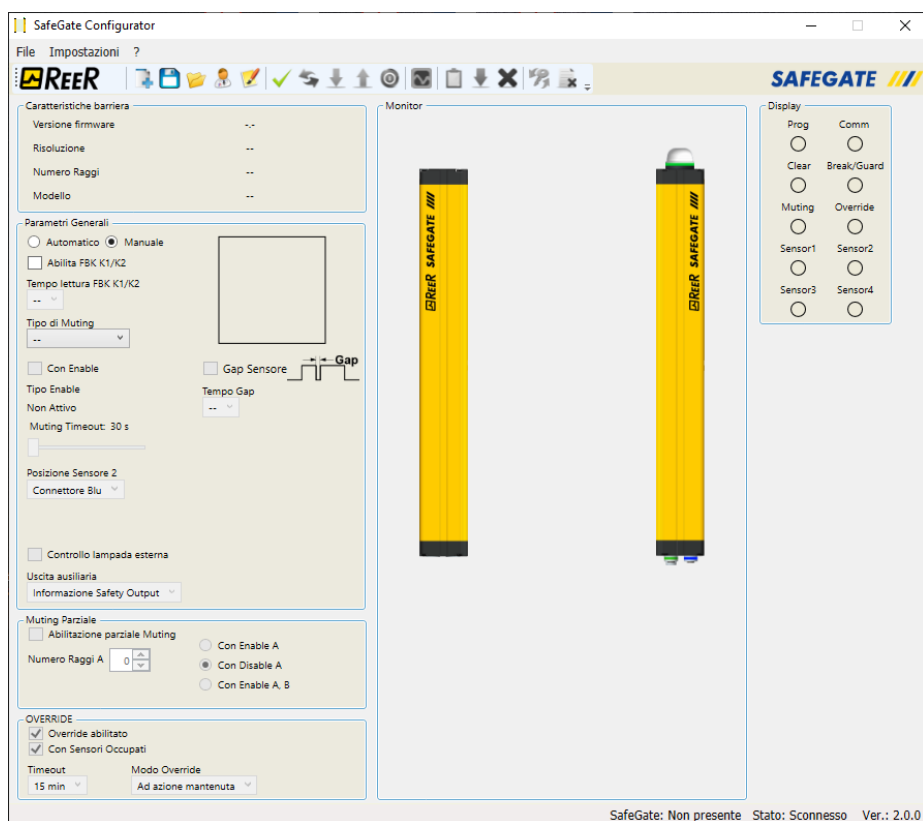 SafeGate Configurator
File Impostazioni ?
REER
SAFEGATE
Caratteristiche barriera
Versione firmware -.-
Risoluzione --
Numero Raggi --
Modello --
Parametri Generali
Automatico Manuale
Abilita FBK K1/K2
Tempo lettura FBK K1/K2
--
Tipo di Muting
--
Con Enable
Gap Sensore
Gap
Tipo Enable
Tempo Gap
Non Attivo
--
Muting Timeout: 30 s
Posizione Sensore 2
Connettore Blu
Controllo lampada esterna
Uscita ausiliaria
Informazione Safety Output
Muting Parziale
Abilitazione parziale Muting
Numero Raggi A 0
Con Enable A
Con Disable A
Con Enable A, B
OVERRIDE
Override abilitato
Con Sensori Occupati
Timeout Modo Override
15 min Ad azione mantenuta
Monitor
REER SAFEGATE
REER SAFEGATE
Display
Prog Comm
Clear Break/Guard
Muting Override
Sensor1 Sensor2
Sensor3 Sensor4
SafeGate: Non presente Stato: Sconnesso Ver.: 2.0.0